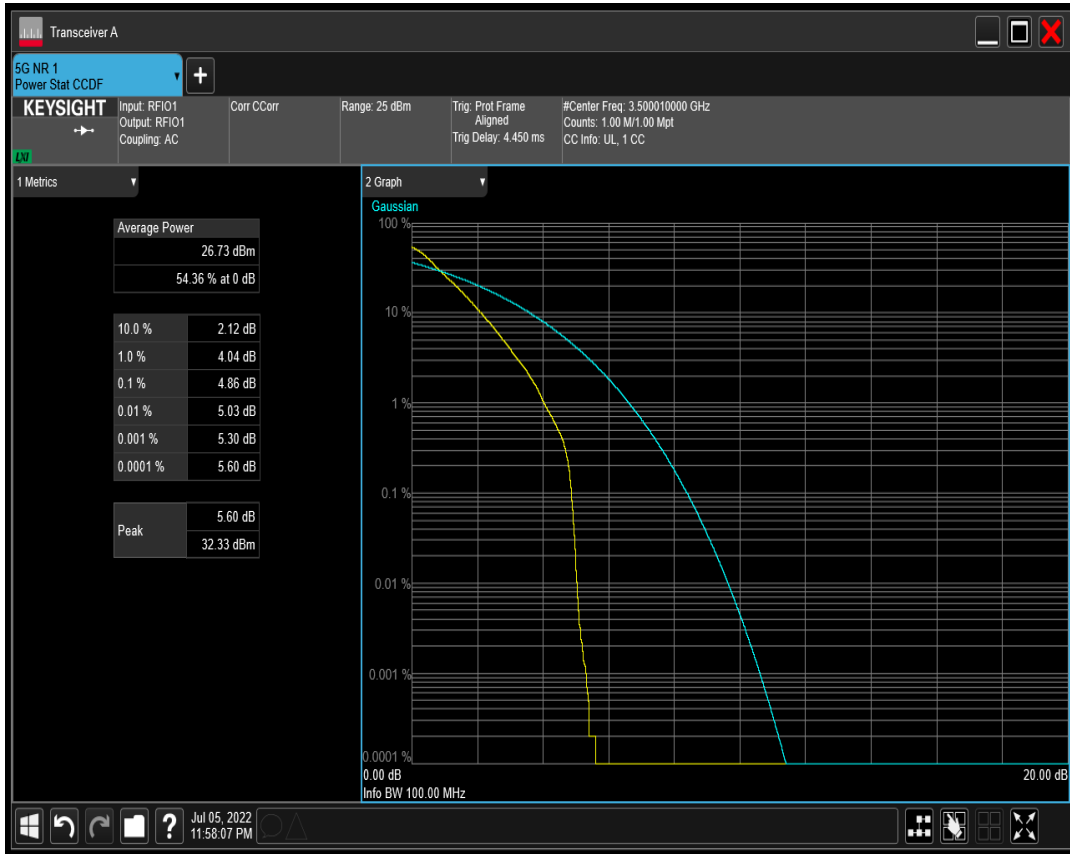 Transceiver A
5G NR 1
Power Stat CCDF
+
KEYSIGHT
LXI
Input: RFIO1
Output: RFIO1
Coupling: AC
Corr CCorr
Range: 25 dBm
Trig: Prot Frame
Aligned
Trig Delay: 4.450 ms
#Center Freq: 3.500010000 GHz
Counts: 1.00 M/1.00 Mpt
CC Info: UL, 1 CC
1 Metrics
Average Power
26.73 dBm
54.36 % at 0 dB
10.0 % 2.12 dB
1.0 % 4.04 dB
0.1 % 4.86 dB
0.01 % 5.03 dB
0.001 % 5.30 dB
0.0001 % 5.60 dB
Peak
5.60 dB
32.33 dBm
2 Graph
Gaussian
100 %
10 %
1 %
0.1 %
0.01 %
0.001 %
0.0001 %
0.00 dB 20.00 dB
Info BW 100.00 MHz
?
Jul 05, 2022
11:58:07 PM